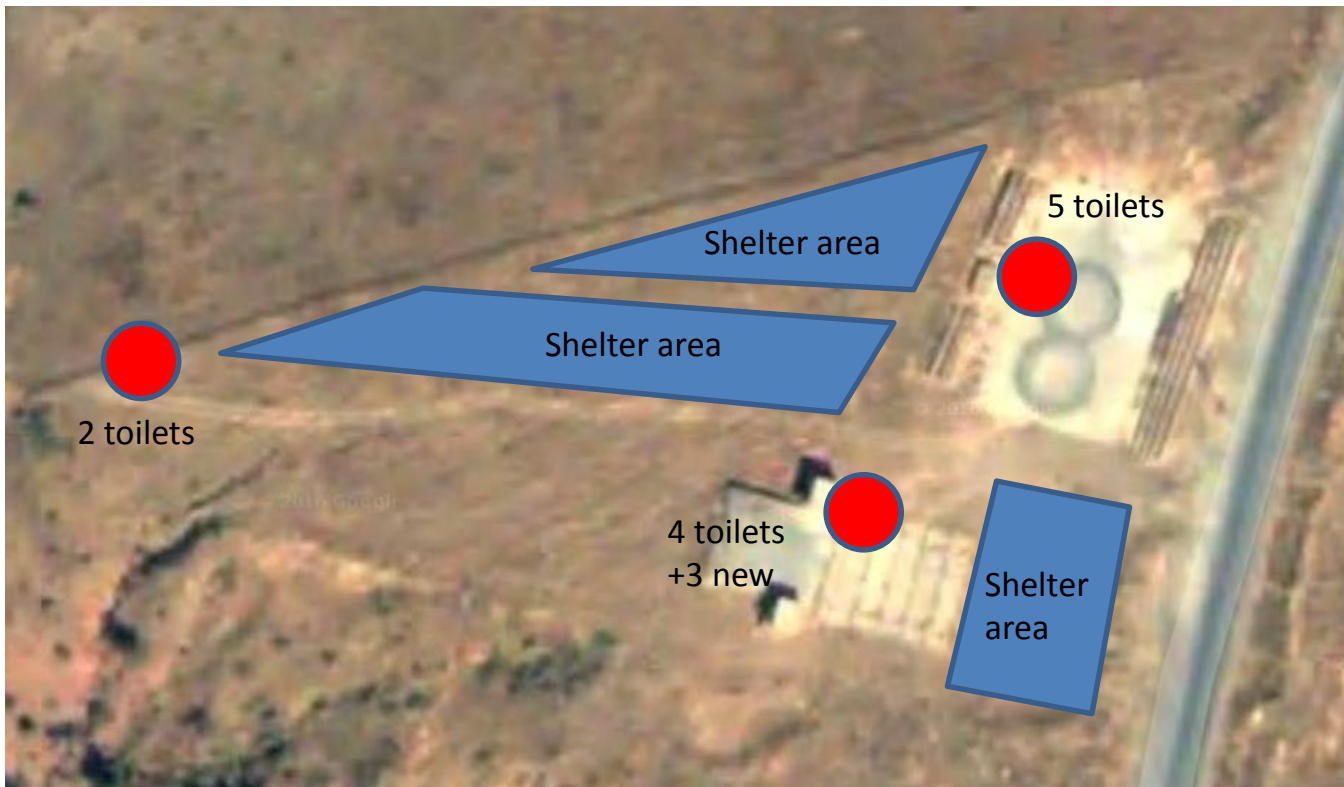 5 toilets
Shelter area
Shelter area
2 toilets
4 toilets
+3 new
Shelter
area